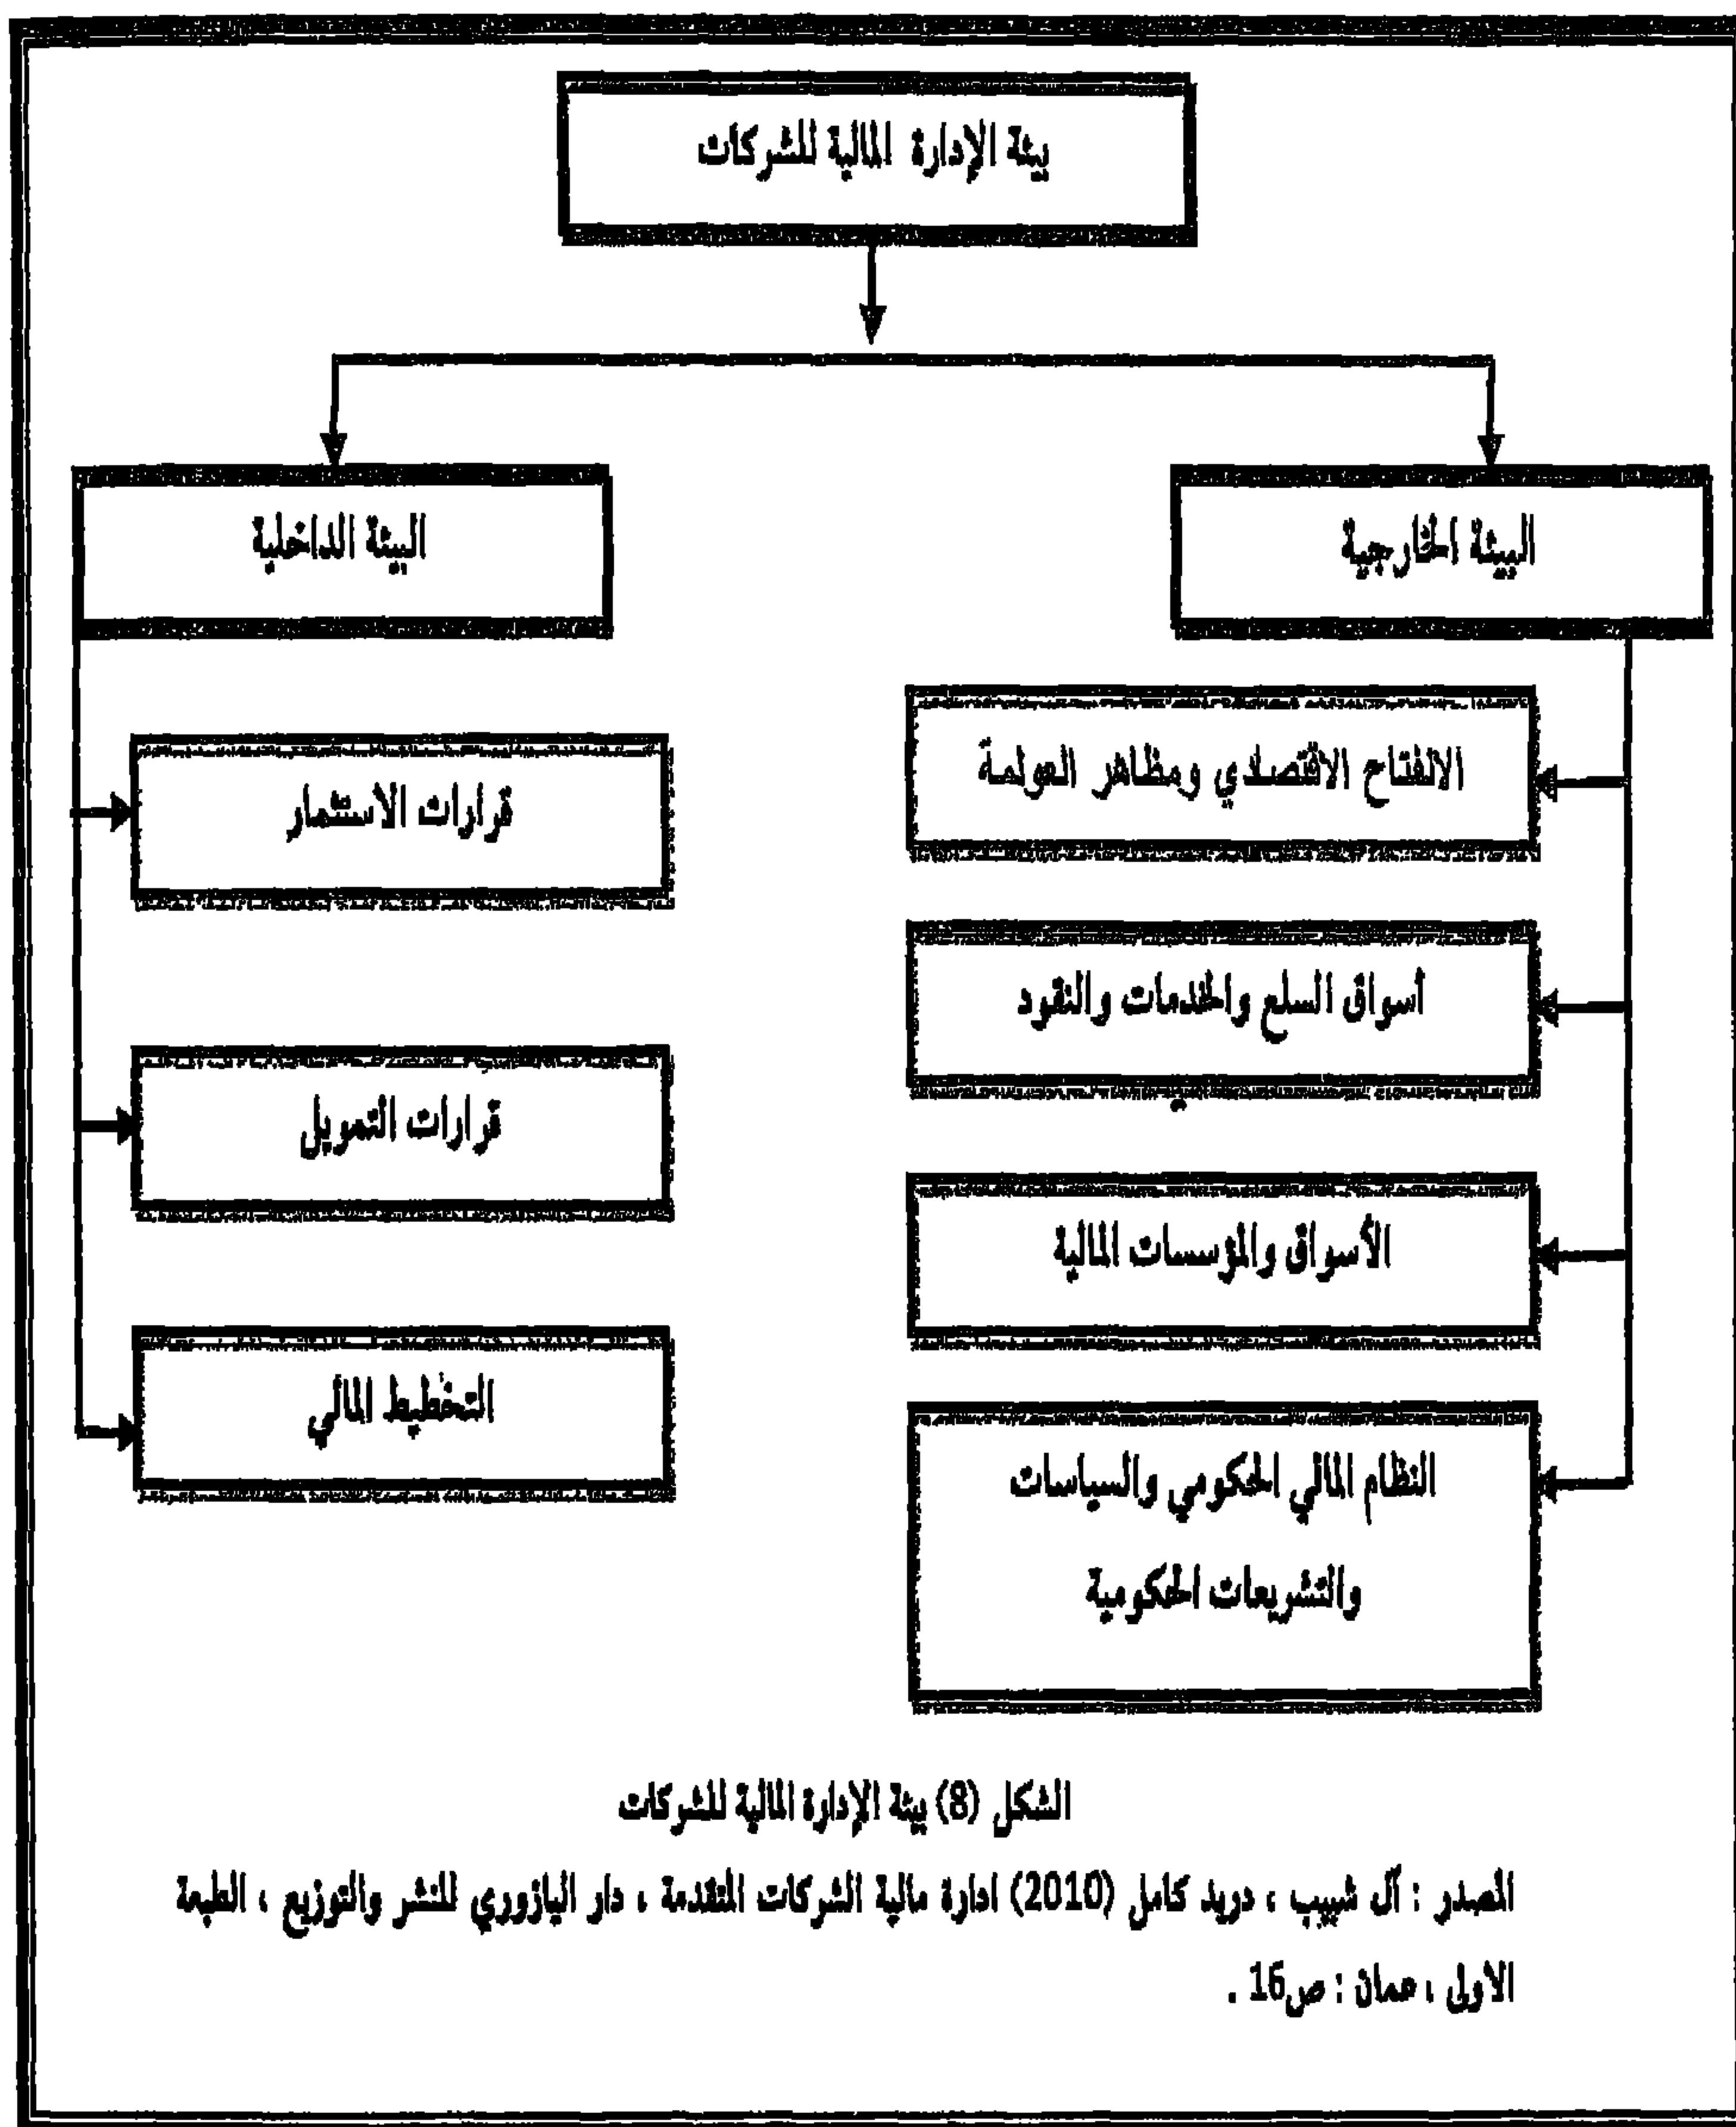 بيئة الإدارة المالية للشركات
البيئة الخارجية
البيئة الداخلية
الانفتاح الاقتصادي ومظاهر العولمة
أسواق السلع والخدمات والنقود
الأسواق والمؤسسات المالية
النظام المالي الحكومي والسياسات
والتشريعات الحكومية
قرارات الاستثمار
قرارات التمويل
التخطيط المالي
الشكل (8) بيئة الإدارة المالية للشركات
المصدر : آل شبيب ، دريد كامل (2010) ادارة مالية الشركات المتقدمة ، دار اليازوري للنشر والتوزيع ، الطبعة
الاولى ، عمان : ص16 .